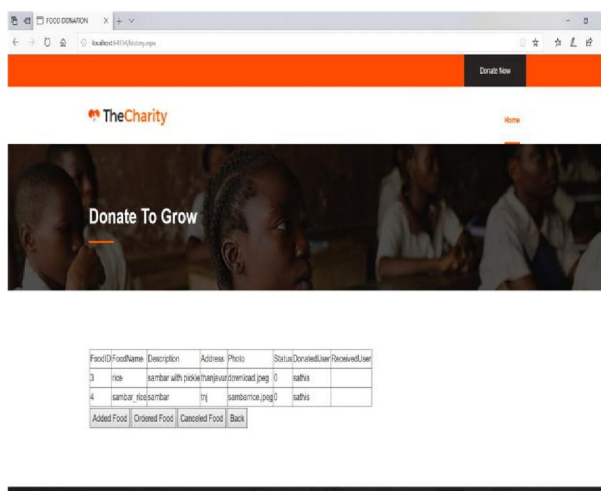 FOOD DONATION
localhost:64554/history.aspx
Donate Now
TheCharity
Home
Donate To Grow
FoodID FoodName Description Address Photo Status DonatedUser ReceivedUser
3 rice sambar with pickle thanjavur download.jpeg 0 sathis
4 sambar_rice sambar tnj sambarrice.jpeg 0 sathis
Added Food Ordered Food Canceled Food Back